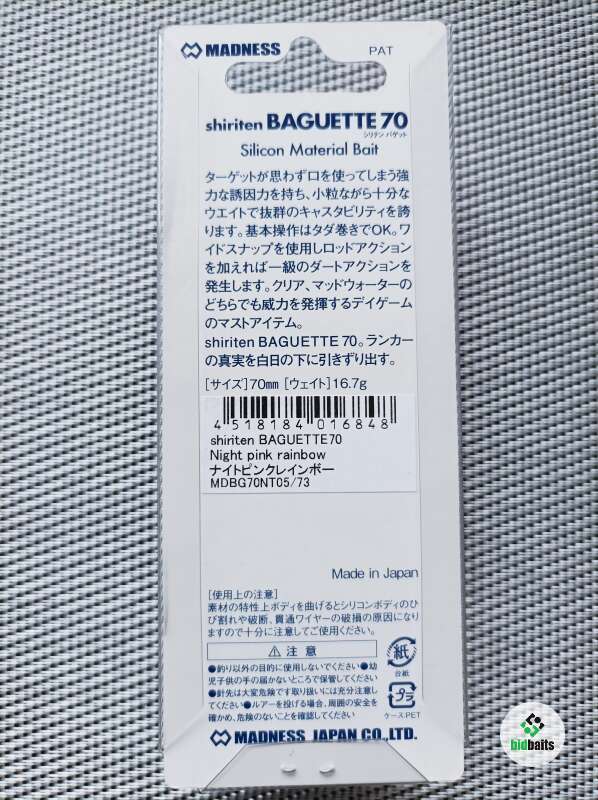 MADNESS
PAT
shiriten BAGUETTE 70
シリテン バゲット
Silicon Material Bait
ターゲットが思わず口を使ってしまう強
力な誘因力を持ち、小粒ながら十分な
ウエイトで抜群のキャスタビリティを誇
ります。基本操作はタダ巻きでOK。ワ
イドスナップを使用しロッドアクション
を加えれば一級のダートアクションを
発生します。クリア、マッドウォーターの
どちらでも威力を発揮するデイゲーム
のマストアイテム。
shiriten BAGUETTE 70。ランカー
の真実を白日の下に引きずり出す。
[サイズ]70mm [ウェイト]16.7g
4 518184 016848
shiriten BAGUETTE70
Night pink rainbow
ナイトピンクレインボー
MDBG70NT05/73
Made in Japan
[使用上の注意]
素材の特性上ボディを曲げるとシリコンボディのひ
び割れや破断、貫通ワイヤーの破損の原因になり
ますので十分に注意してご使用ください。
注意
●釣り以外の目的に使用しないでください●幼
児子供の手の届かないところで保管してください
●針先は大変危険です取り扱いには充分注意し
てください●ルアーを投げる場合、周囲の安全を
確かめ、危険のないことを確認してください
紙
台紙
プラ
ケース:PET
MADNESS JAPAN CO., LTD.
bidbaits